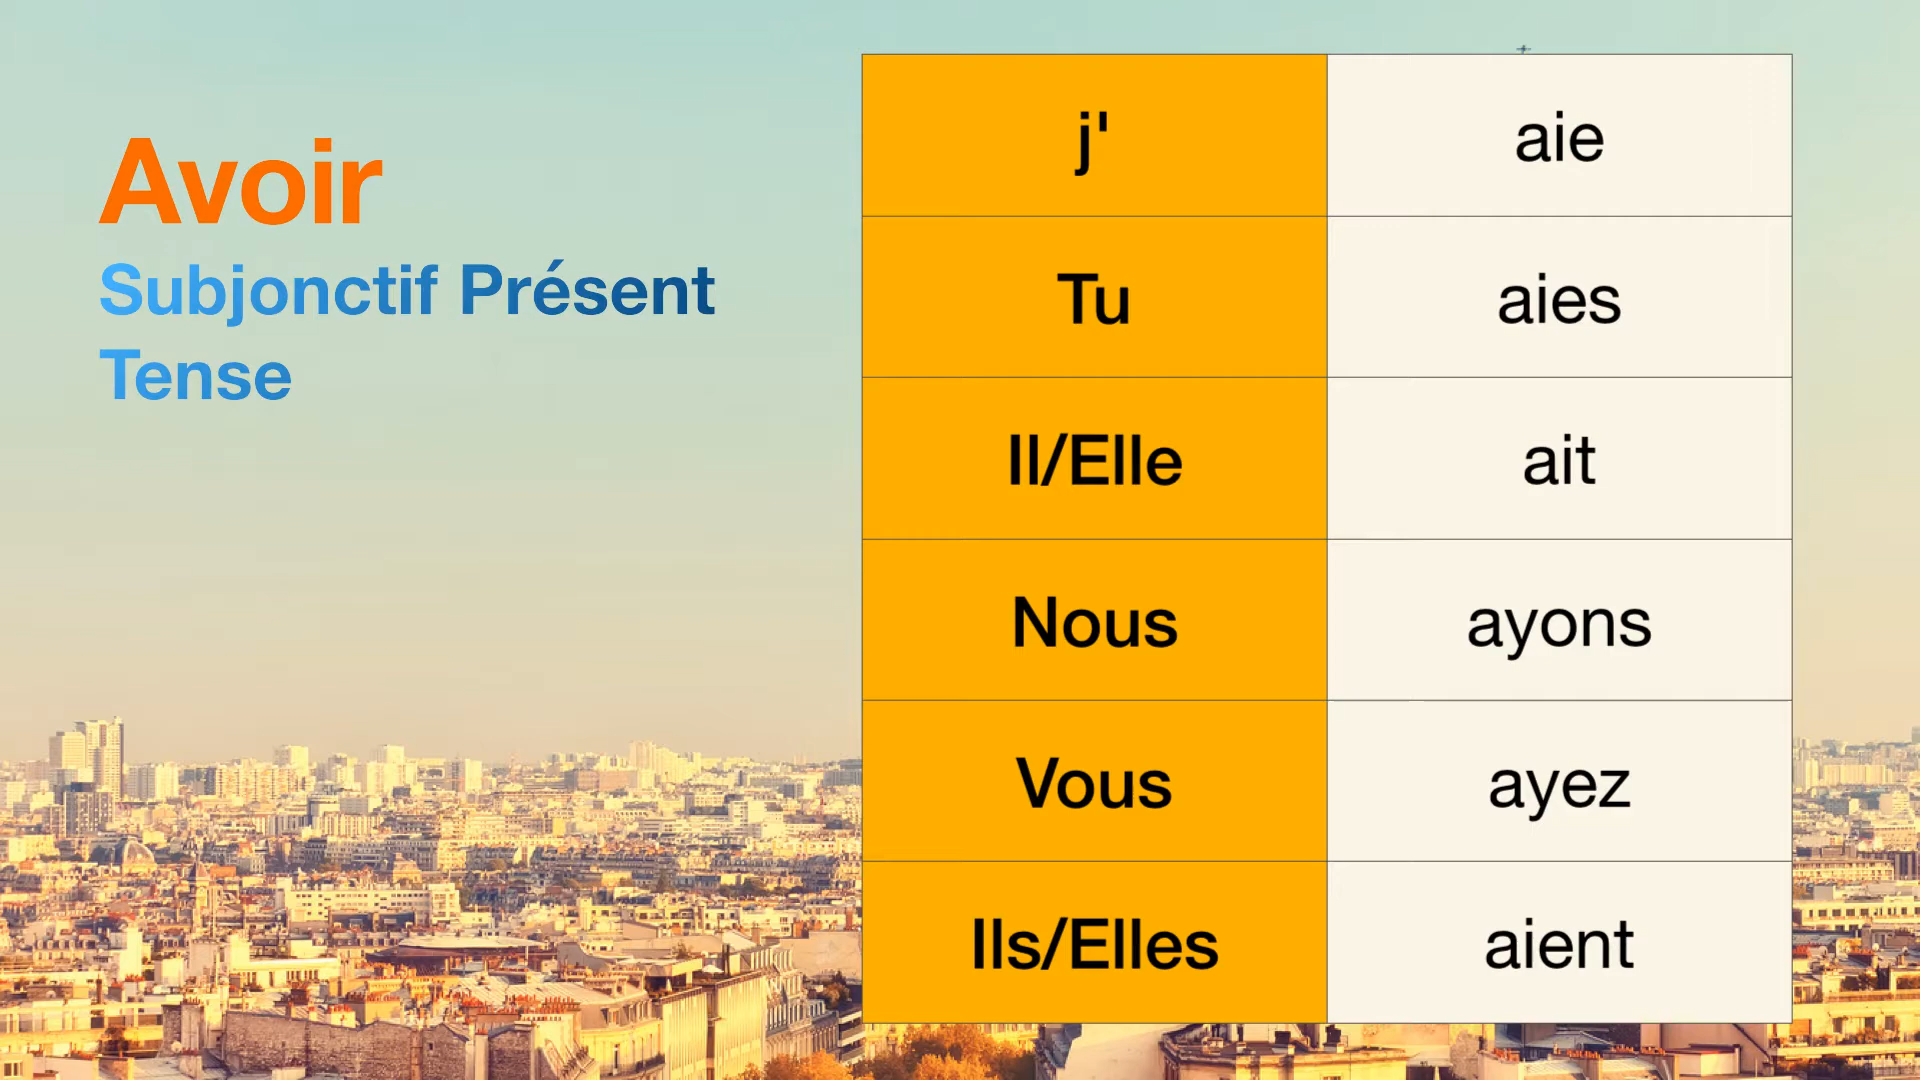 Avoir
Subjonctif Présent
Tense
j' aie
Tu aies
Il/Elle ait
Nous ayons
Vous ayez
Ils/Elles aient